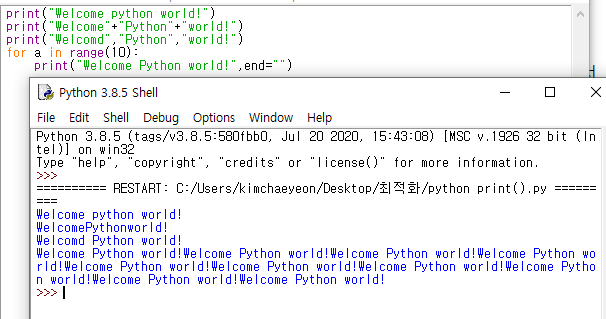 print("Welcome python world!")
print("Welcome"+"Python"+"world!")
print("Welcomd","Python","world!")
for a in range(10):
    print("Welcome Python world!",end="")
Python 3.8.5 Shell
File Edit Shell Debug Options Window Help
Python 3.8.5 (tags/v3.8.5:580fbb0, Jul 20 2020, 15:43:08) [MSC v.1926 32 bit (In
tel)] on win32
Type "help", "copyright", "credits" or "license()" for more information.
>>>
========== RESTART: C:/Users/kimchaeyeon/Desktop/최적화/python print().py =======
===
Welcome python world!
WelcomePythonworld!
Welcomd Python world!
Welcome Python world!Welcome Python world!Welcome Python world!Welcome Python wo
rld!Welcome Python world!Welcome Python world!Welcome Python world!Welcome Pytho
n world!Welcome Python world!Welcome Python world!
>>>